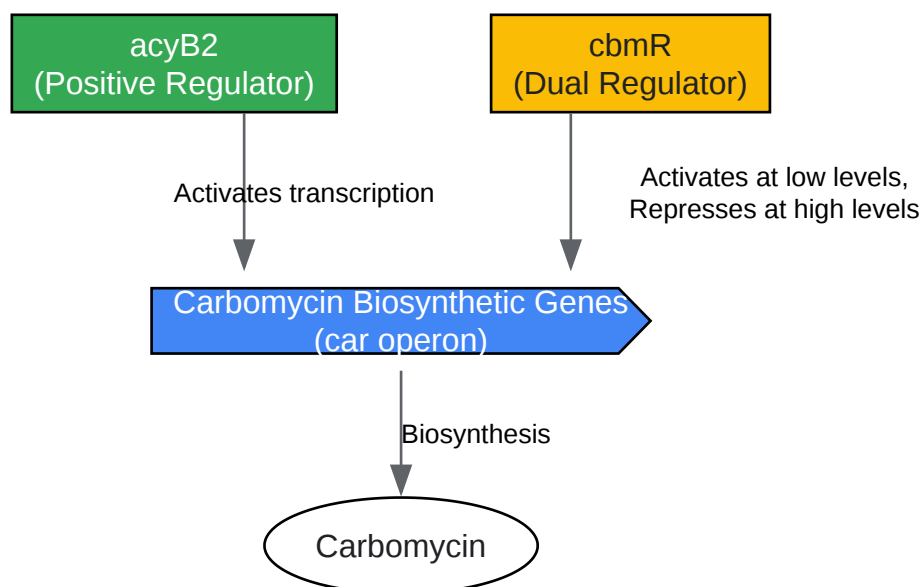 acyB2
(Positive Regulator)
cbmR
(Dual Regulator)
Activates transcription
Activates at low levels,
Represses at high levels
Carbomycin Biosynthetic Genes
(car operon)
Biosynthesis
Carbomycin